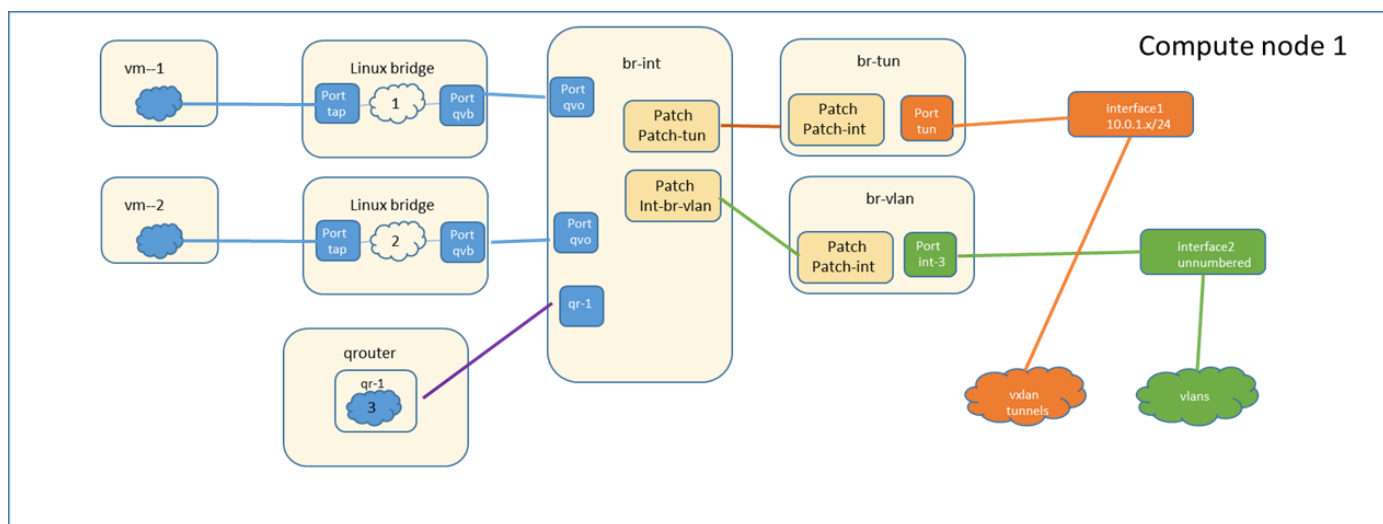 Compute node 1
vm--1
Linux bridge
Port
tap
1
Port
qvb
vm--2
Linux bridge
Port
tap
2
Port
qvb
qrouter
qr-1
3
br-int
Port
qvo
Patch
Patch-tun
Patch
Int-br-vlan
Port
qvo
qr-1
br-tun
Patch
Patch-int
Port
tun
br-vlan
Patch
Patch-int
Port
int-3
interface1
10.0.1.x/24
interface2
unnumbered
vxlan
tunnels
vlans